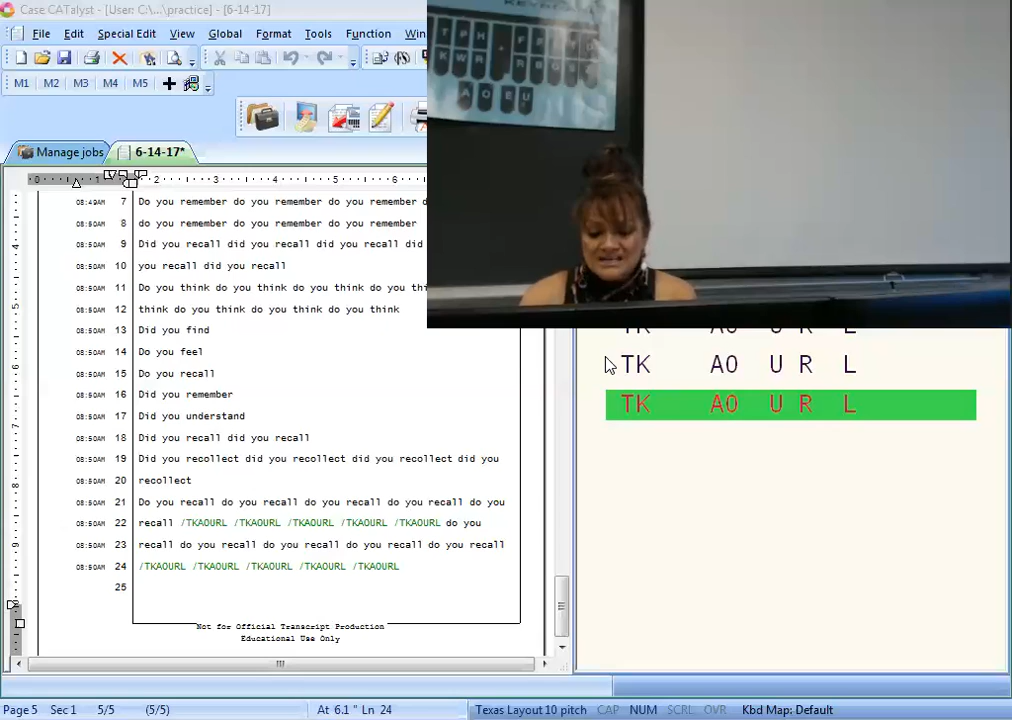 Case CATalyst - [User: C:\...\practice] - [6-14-17]
File Edit Special Edit View Global Format Tools Function
M1 M2 M3 M4 M5
Manage jobs 6-14-17*
0 1 2 3 4 5 6
08:49AM 7 Do you remember do you remember do you remember
08:50AM 8 do you remember do you remember do you remember
08:50AM 9 Did you recall did you recall did you recall did
08:50AM 10 you recall did you recall
08:50AM 11 Do you think do you think do you think do you
08:50AM 12 think do you think do you think do you think
08:50AM 13 Did you find
08:50AM 14 Do you feel
08:50AM 15 Do you recall
08:50AM 16 Did you remember
08:50AM 17 Did you understand
08:50AM 18 Did you recall did you recall
08:50AM 19 Did you recollect did you recollect did you recollect did you
08:50AM 20 recollect
08:50AM 21 Do you recall do you recall do you recall do you recall do you
08:50AM 22 recall /TKAOURL /TKAOURL /TKAOURL /TKAOURL /TKAOURL do you
08:50AM 23 recall do you recall do you recall do you recall do you recall
08:50AM 24 /TKAOURL /TKAOURL /TKAOURL /TKAOURL /TKAOURL
25
Not for Official Transcript Production
Educational Use Only
T P H F P L T D
K W R R B G S
A O E U
TK AO U R L
TK AO U R L
TK AO U R L
Page 5 Sec 1 5/5 (5/5) At 6.1 " Ln 24 Texas Layout 10 pitch CAP NUM SCRL OVR Kbd Map: Default